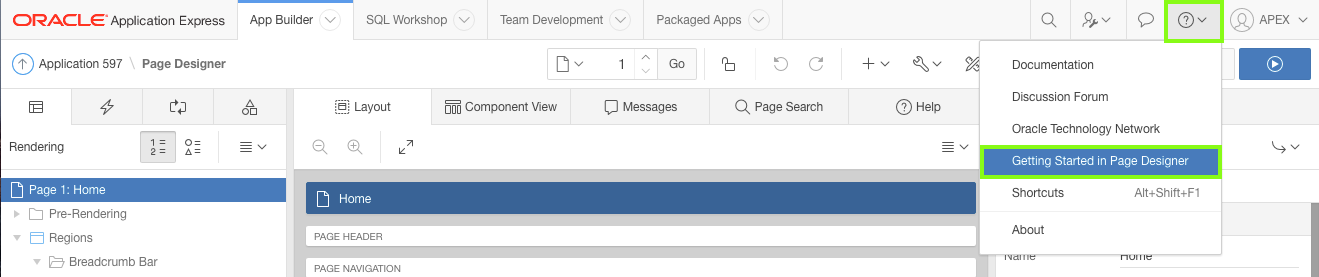 ORACLE Application Express App Builder SQL Workshop Team Development Packaged Apps APEX
Application 597 \ Page Designer 1 Go
Documentation
Discussion Forum
Oracle Technology Network
Getting Started in Page Designer
Shortcuts Alt+Shift+F1
About
Layout Component View Messages Page Search Help
Rendering
Page 1: Home
Pre-Rendering
Regions
Breadcrumb Bar
Home
PAGE HEADER
PAGE NAVIGATION
Name Home